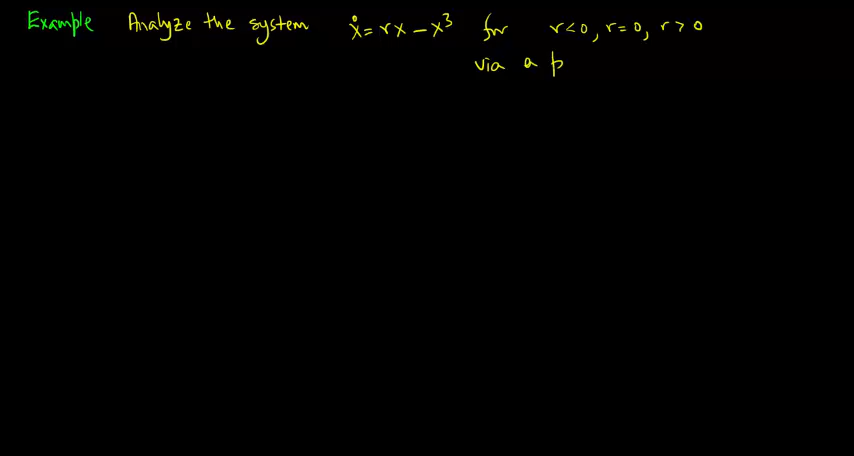 Example Analyze the system ẋ = rx - x³ for r < 0, r = 0, r > 0
via a p